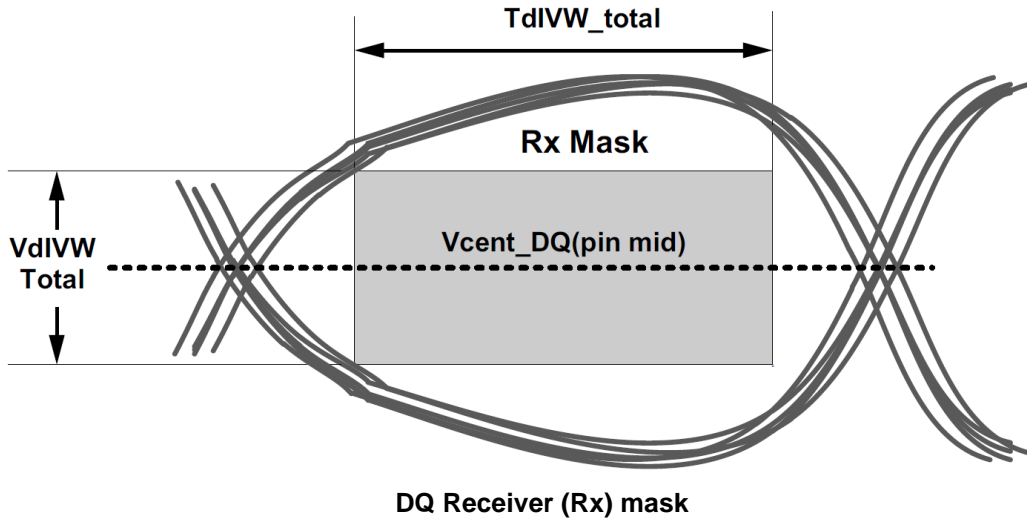 TdIVW_total
Rx Mask
VdIVW
Total
Vcent_DQ(pin mid)
DQ Receiver (Rx) mask